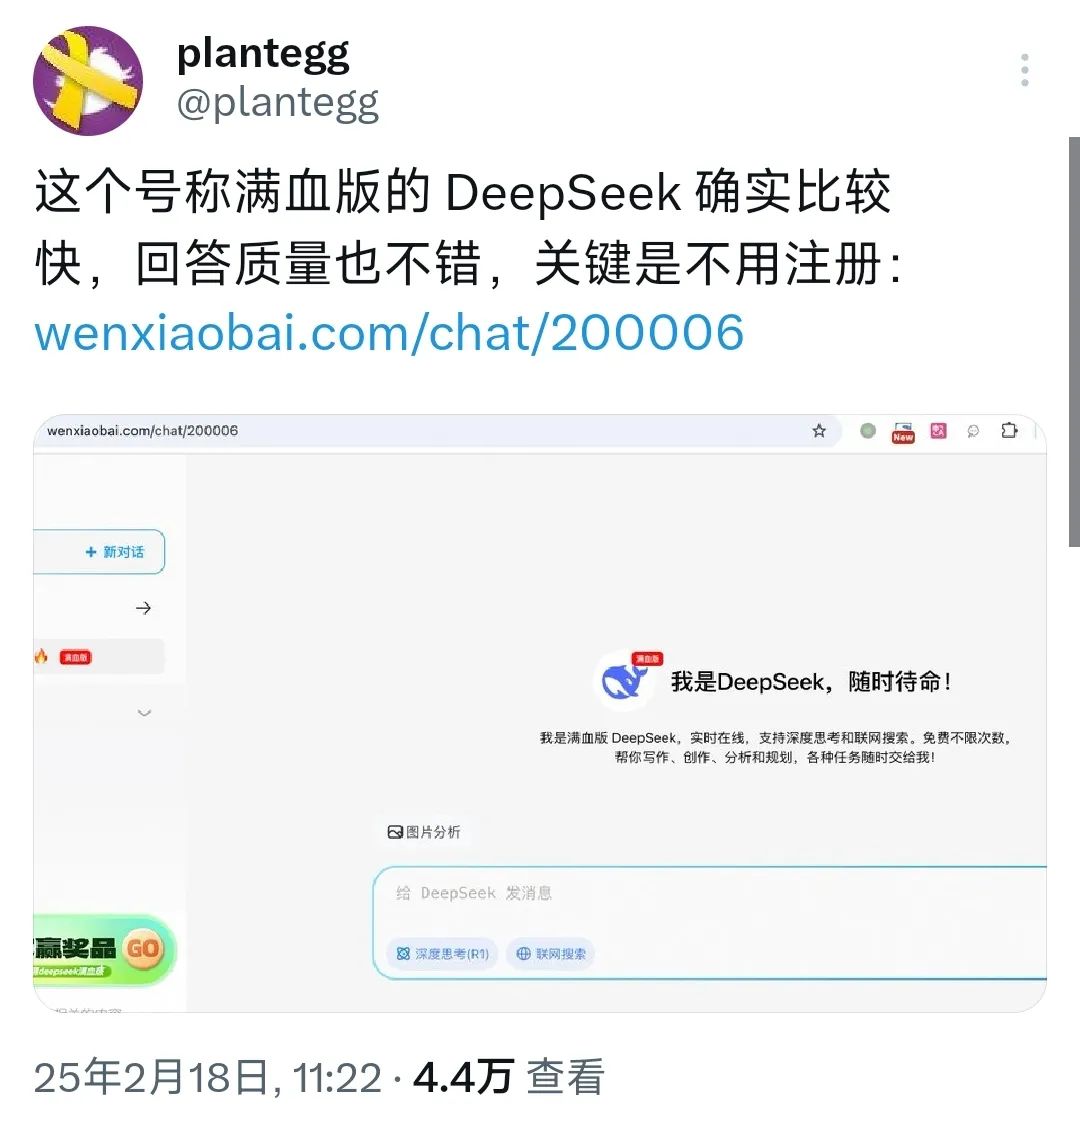 plantegg
@plantegg
这个号称满血版的 DeepSeek 确实比较
快，回答质量也不错，关键是不用注册：
wenxiaobai.com/chat/200006
wenxiaobai.com/chat/200006
New
+ 新对话
满血版
满血版
我是DeepSeek，随时待命！
我是满血版 DeepSeek，实时在线，支持深度思考和联网搜索。免费不限次数，
帮你写作、创作、分析和规划，各种任务随时交给我！
图片分析
给 DeepSeek 发消息
深度思考(R1)
联网搜索
赢奖品 GO
deepseek满血版
25年2月18日, 11:22 · 4.4万 查看